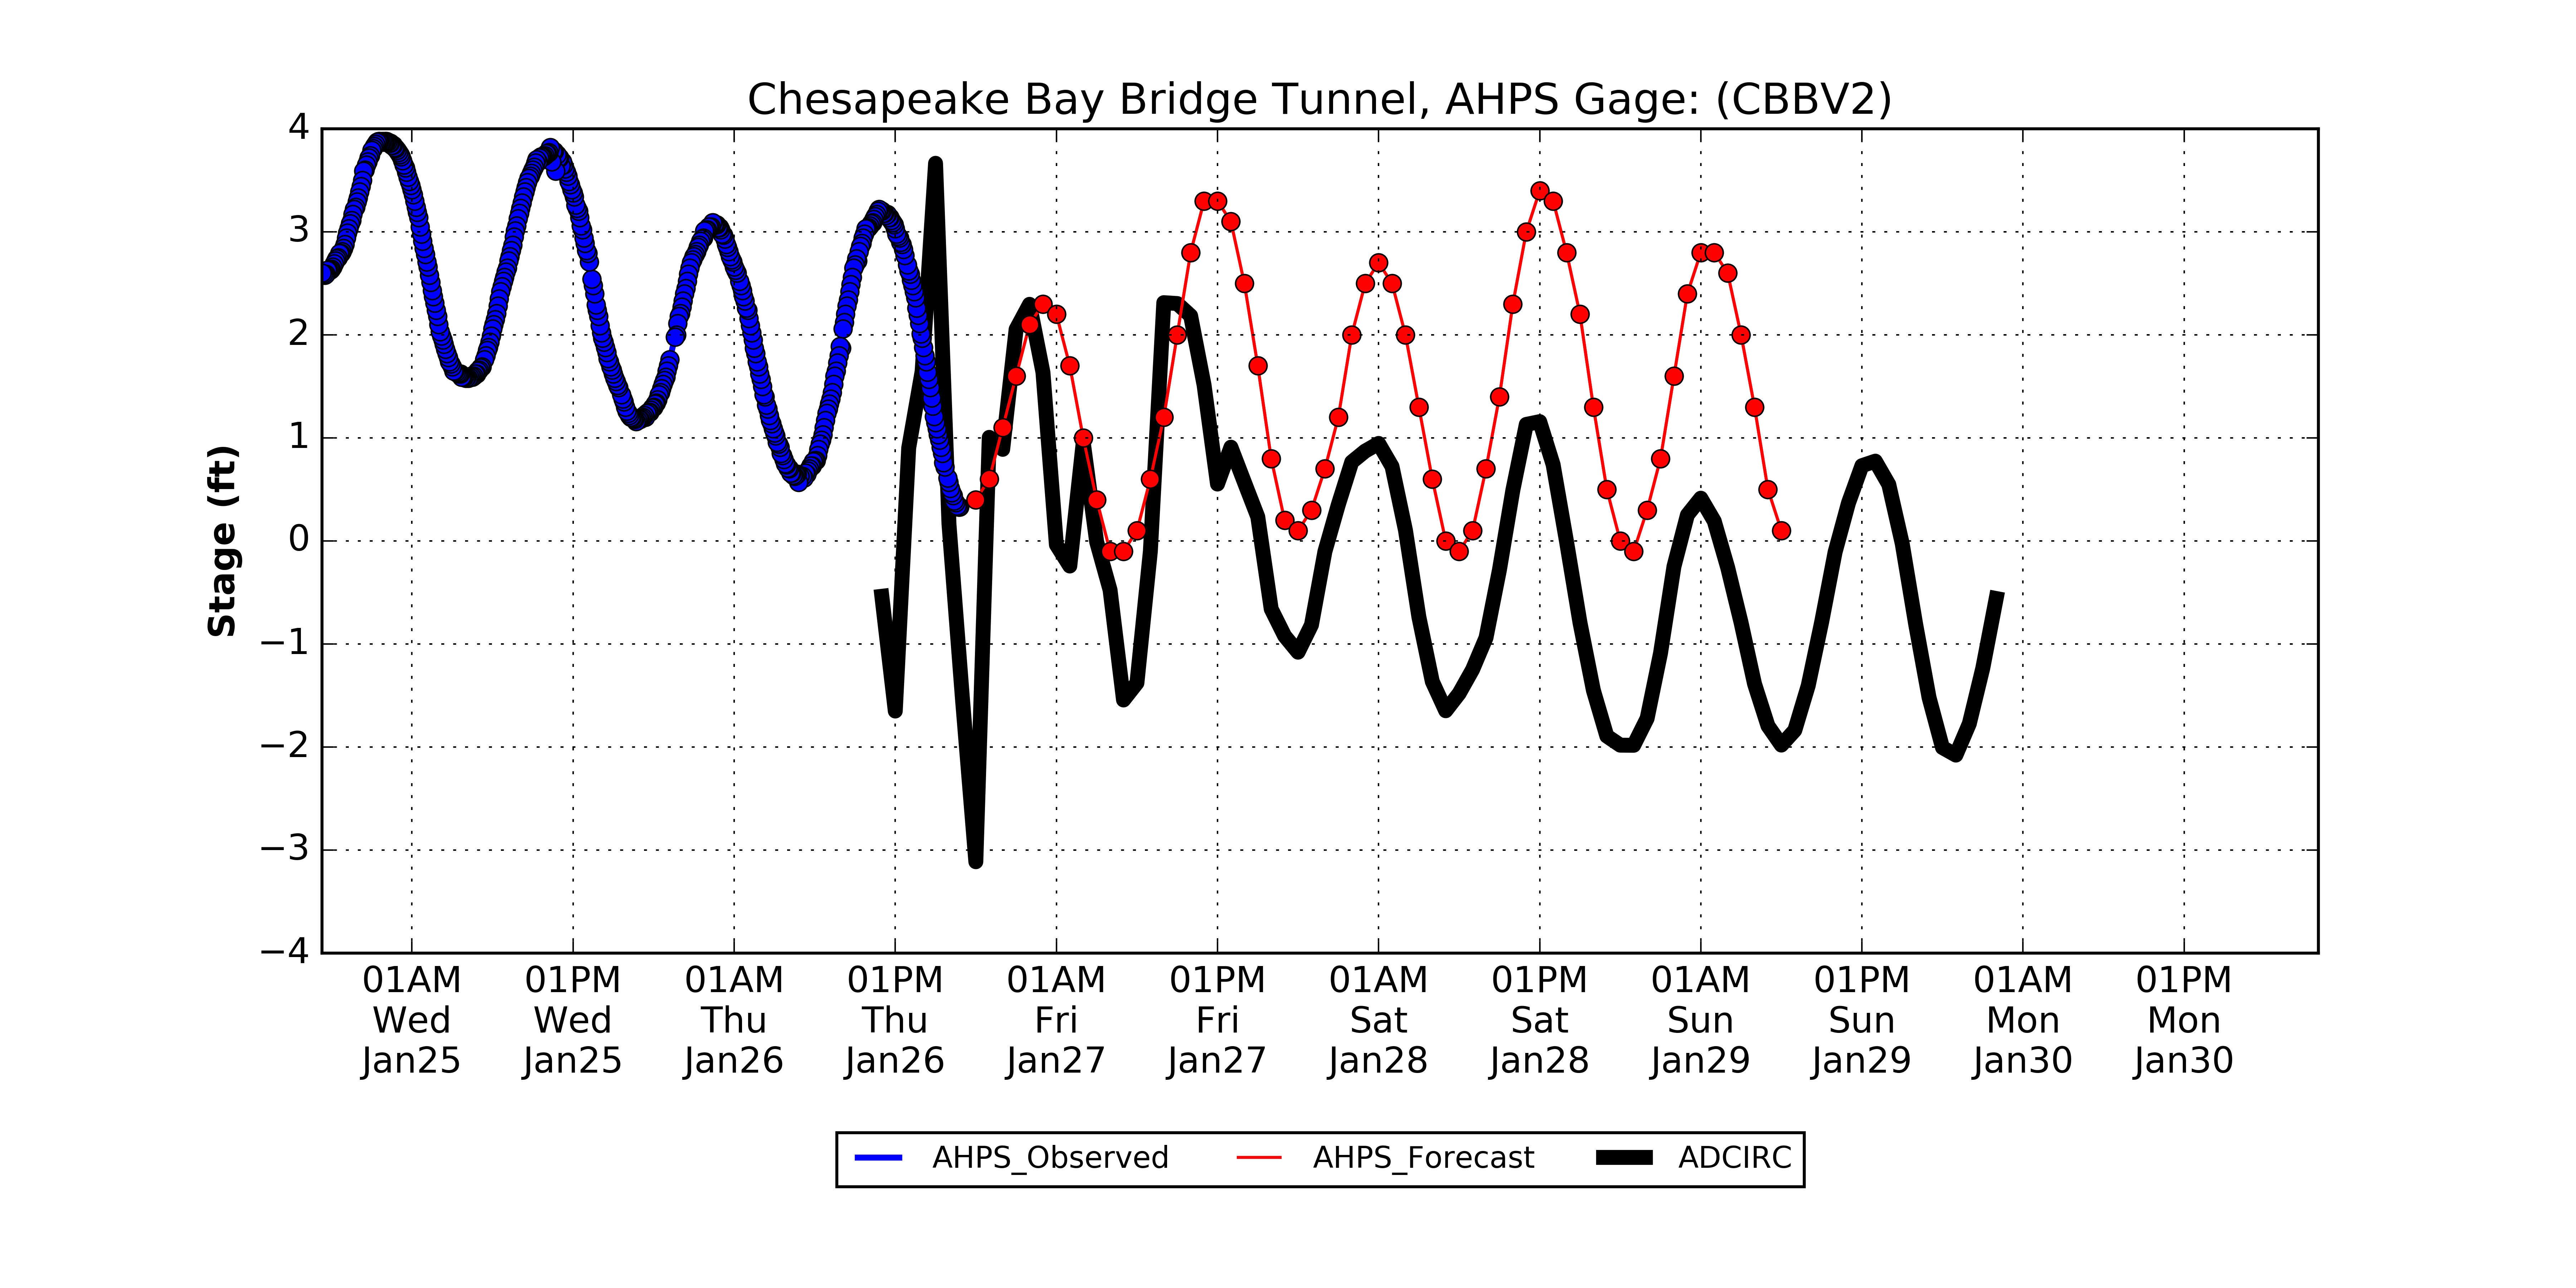 Chesapeake Bay Bridge Tunnel, AHPS Gage: (CBBV2)
4
3
2
1
0
−1
−2
−3
−4
Stage (ft)
01AM 01PM 01AM 01PM 01AM 01PM 01AM 01PM 01AM 01PM 01AM 01PM
Wed Wed Thu Thu Fri Fri Sat Sat Sun Sun Mon Mon
Jan25 Jan25 Jan26 Jan26 Jan27 Jan27 Jan28 Jan28 Jan29 Jan29 Jan30 Jan30
AHPS_Observed AHPS_Forecast ADCIRC